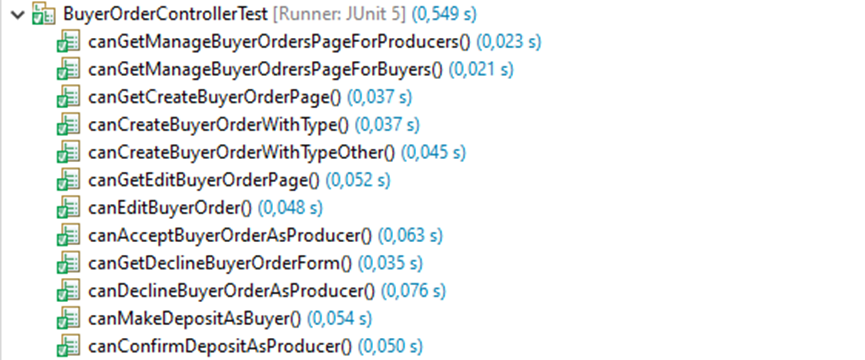 BuyerOrderControllerTest [Runner: JUnit 5] (0,549 s)
canGetManageBuyerOrdersPageForProducers() (0,023 s)
canGetManageBuyerOdrersPageForBuyers() (0,021 s)
canGetCreateBuyerOrderPage() (0,037 s)
canCreateBuyerOrderWithType() (0,037 s)
canCreateBuyerOrderWithTypeOther() (0,045 s)
canGetEditBuyerOrderPage() (0,052 s)
canEditBuyerOrder() (0,048 s)
canAcceptBuyerOrderAsProducer() (0,063 s)
canGetDeclineBuyerOrderForm() (0,035 s)
canDeclineBuyerOrderAsProducer() (0,076 s)
canMakeDepositAsBuyer() (0,054 s)
canConfirmDepositAsProducer() (0,050 s)